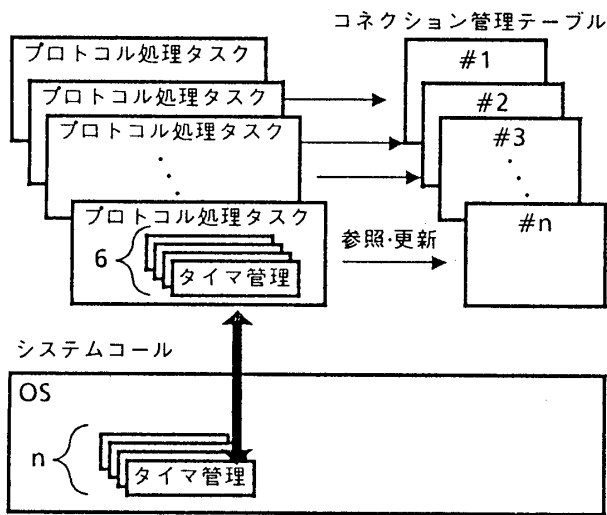 コネクション管理テーブル
プロトコル処理タスク
プロトコル処理タスク
プロトコル処理タスク
プロトコル処理タスク
6
タイマ管理
#1
#2
#3
#n
参照・更新
システムコール
OS
n
タイマ管理